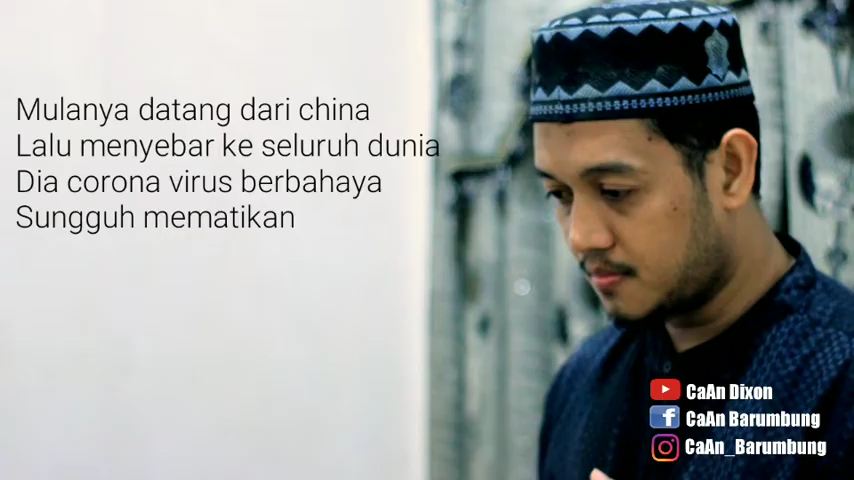 Mulanya datang dari china
Lalu menyebar ke seluruh dunia
Dia corona virus berbahaya
Sungguh mematikan
CaAn Dixon
CaAn Barumbung
CaAn_Barumbung